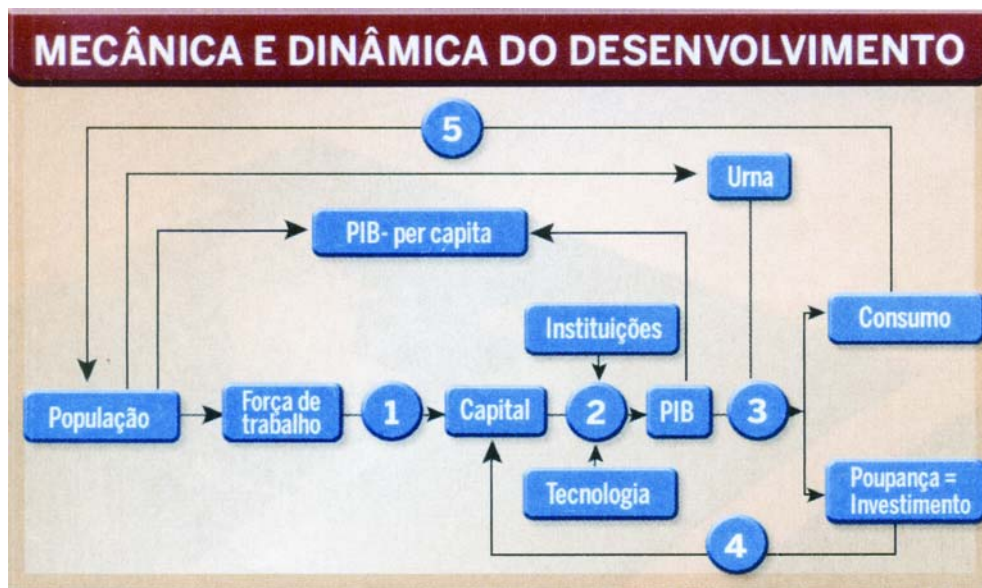 MECÂNICA E DINÂMICA DO DESENVOLVIMENTO
5
Urna
PIB- per capita
Instituições
Consumo
População
Força de
trabalho
1
Capital
2
PIB
3
Tecnologia
Poupança =
Investimento
4